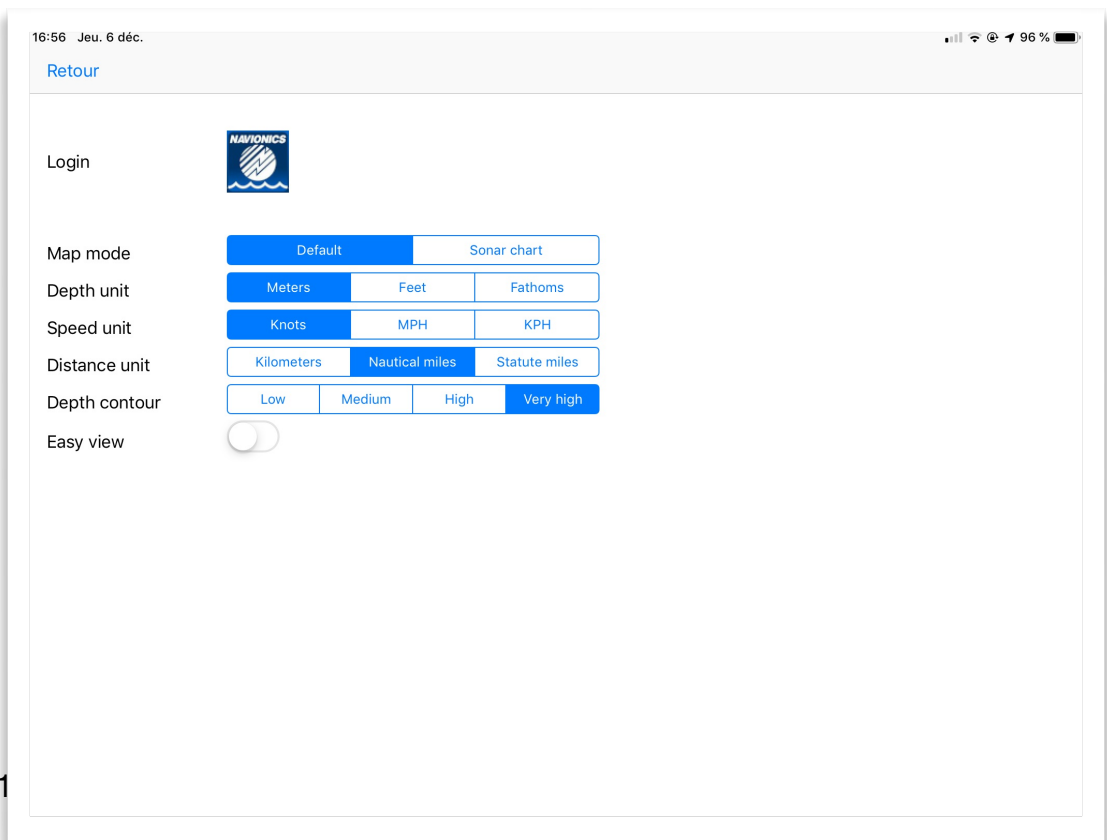 16:56 Jeu. 6 déc.
96 %
Retour
Login
NAVIONICS
Map mode
Default
Sonar chart
Depth unit
Meters
Feet
Fathoms
Speed unit
Knots
MPH
KPH
Distance unit
Kilometers
Nautical miles
Statute miles
Depth contour
Low
Medium
High
Very high
Easy view
1